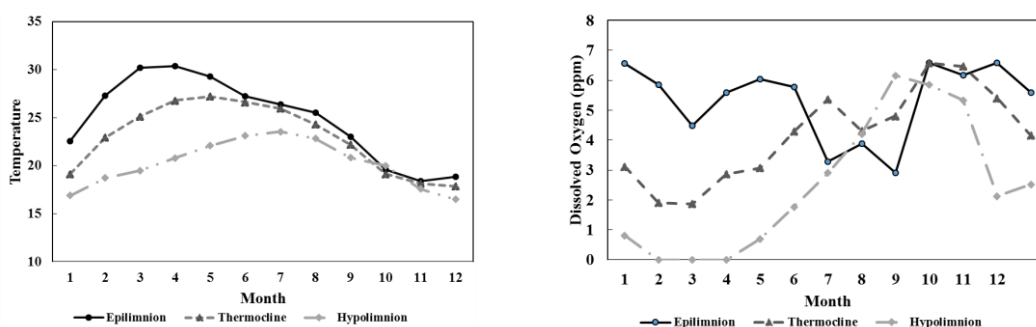 35
30
25
20
15
10
Temperature
1 2 3 4 5 6 7 8 9 10 11 12
Month
Epilimnion Thermocline Hypolimnion
8
7
6
5
4
3
2
1
0
Dissolved Oxygen (ppm)
1 2 3 4 5 6 7 8 9 10 11 12
Month
Epilimnion Thermocline Hypolimnion